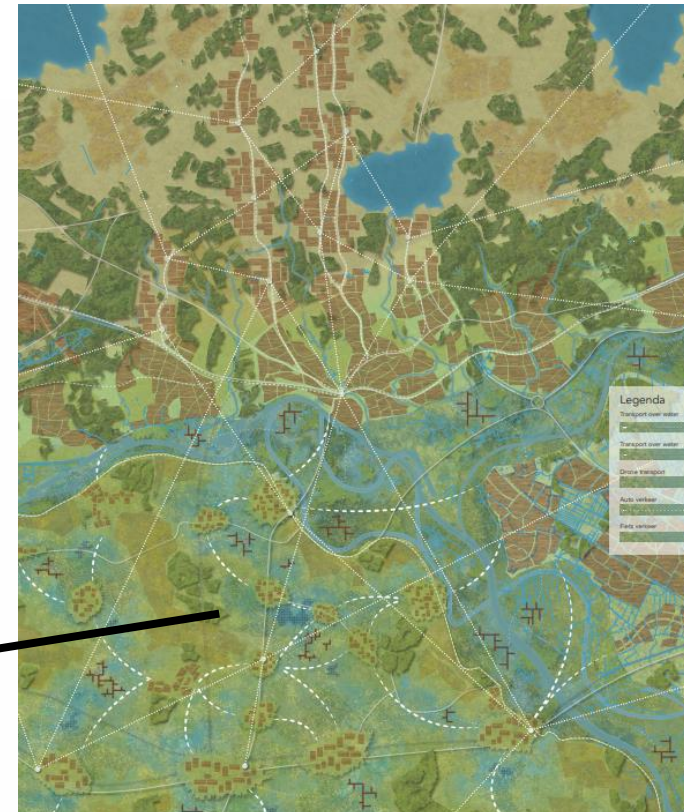 Legenda
Transport over water
Transport over water
Drone transport
Auto verkeer
Fiets verkeer